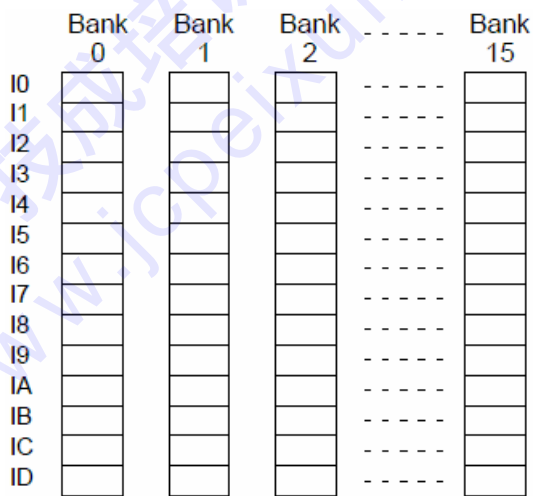 Bank Bank Bank - - - - - Bank
0 1 2 15
I0 - - - - -
I1 - - - - -
I2 - - - - -
I3 - - - - -
I4 - - - - -
I5 - - - - -
I6 - - - - -
I7 - - - - -
I8 - - - - -
I9 - - - - -
IA - - - - -
IB - - - - -
IC - - - - -
ID - - - - -